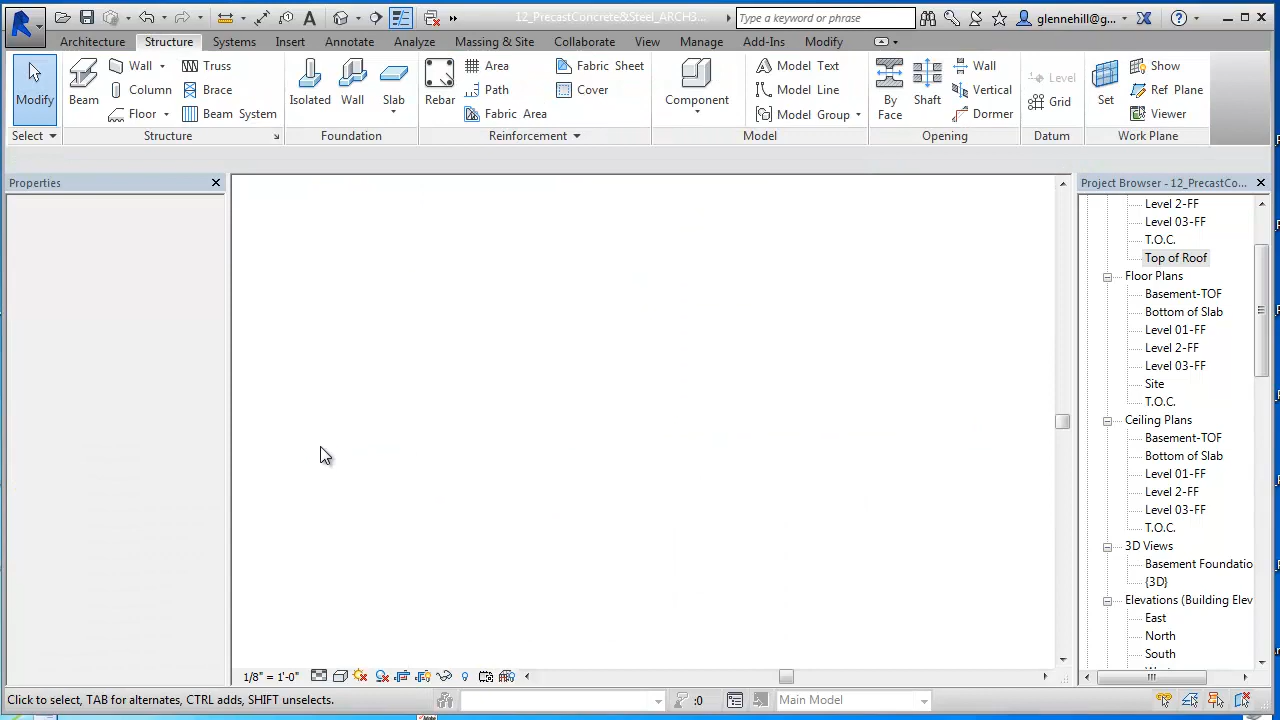 12_PrecastConcrete&Steel_ARCH3...
Type a keyword or phrase
glennehill@g...
Architecture Structure Systems Insert Annotate Analyze Massing & Site Collaborate View Manage Add-Ins Modify
Modify
Select
Beam
Wall Truss
Column Brace
Floor Beam System
Structure
Isolated Wall Slab
Foundation
Rebar
Area Fabric Sheet
Path Cover
Fabric Area
Reinforcement
Component
Model Text
Model Line
Model Group
Model
By Face
Shaft
Wall
Vertical
Dormer
Opening
Level
Grid
Datum
Set
Show
Ref Plane
Viewer
Work Plane
Properties
Project Browser - 12_PrecastCo...
Level 2-FF
Level 03-FF
T.O.C.
Top of Roof
Floor Plans
Basement-TOF
Bottom of Slab
Level 01-FF
Level 2-FF
Level 03-FF
Site
T.O.C.
Ceiling Plans
Basement-TOF
Bottom of Slab
Level 01-FF
Level 2-FF
Level 03-FF
T.O.C.
3D Views
Basement Foundatio
{3D}
Elevations (Building Elev
East
North
South
1/8" = 1'-0"
Click to select, TAB for alternates, CTRL adds, SHIFT unselects.
:0
Main Model